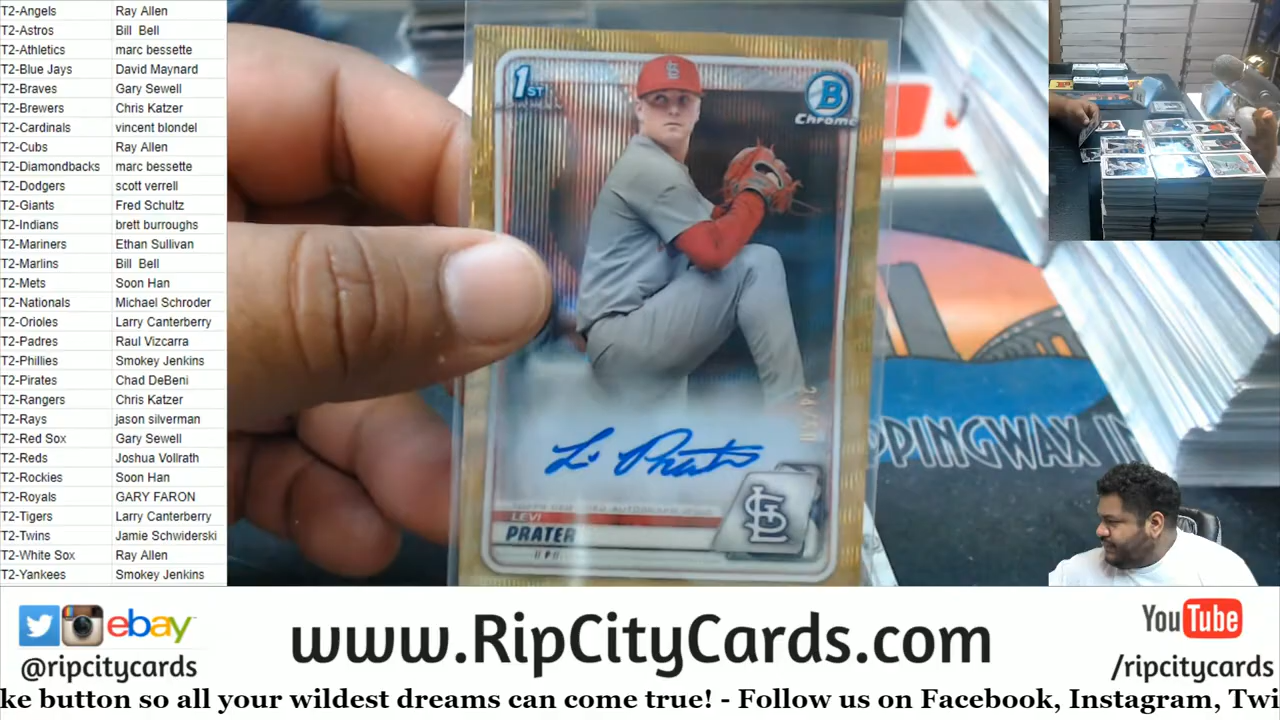 T2-Angels Ray Allen
T2-Astros Bill Bell
T2-Athletics marc bessette
T2-Blue Jays David Maynard
T2-Braves Gary Sewell
T2-Brewers Chris Katzer
T2-Cardinals vincent blondel
T2-Cubs Ray Allen
T2-Diamondbacks marc bessette
T2-Dodgers scott verrell
T2-Giants Fred Schultz
T2-Indians brett burroughs
T2-Mariners Ethan Sullivan
T2-Marlins Bill Bell
T2-Mets Soon Han
T2-Nationals Michael Schroder
T2-Orioles Larry Canterberry
T2-Padres Raul Vizcarra
T2-Phillies Smokey Jenkins
T2-Pirates Chad DeBeni
T2-Rangers Chris Katzer
T2-Rays jason silverman
T2-Red Sox Gary Sewell
T2-Reds Joshua Vollrath
T2-Rockies Soon Han
T2-Royals GARY FARON
T2-Tigers Larry Canterberry
T2-Twins Jamie Schwiderski
T2-White Sox Ray Allen
T2-Yankees Smokey Jenkins
1ST
B
Chrome
24/50
Li Prater
LEVI
PRATER
PPINGWAX IN
ebay
@ripcitycards
www.RipCityCards.com
YouTube
/ripcitycards
ke button so all your wildest dreams can come true! - Follow us on Facebook, Instagram, Twi